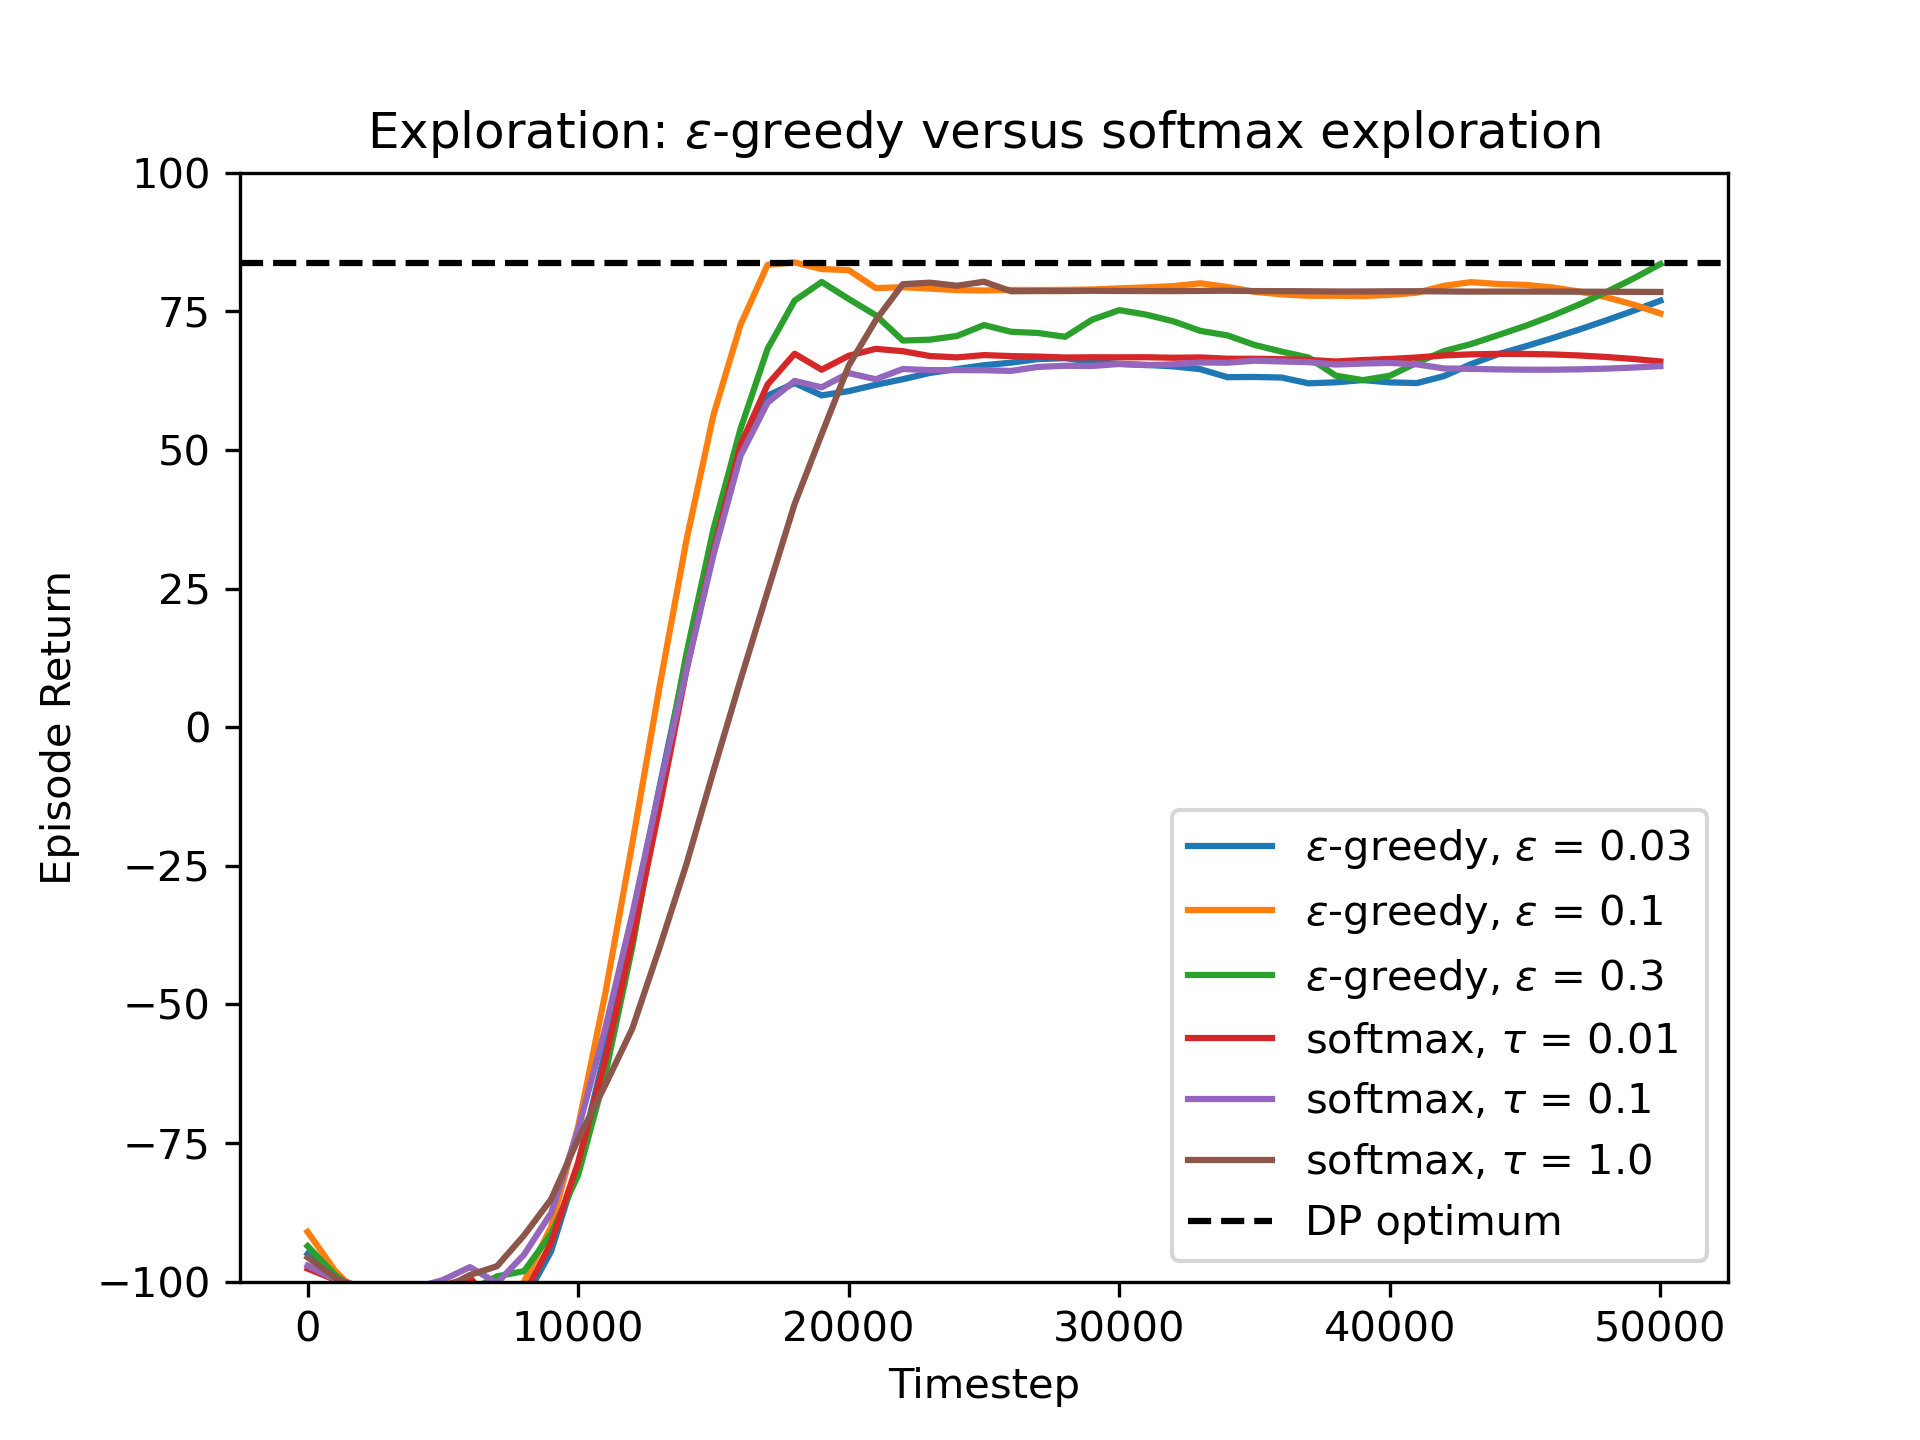 Exploration: ε-greedy versus softmax exploration
100
75
50
25
0
−25
−50
−75
−100
Episode Return
0 10000 20000 30000 40000 50000
Timestep
ε-greedy, ε = 0.03
ε-greedy, ε = 0.1
ε-greedy, ε = 0.3
softmax, τ = 0.01
softmax, τ = 0.1
softmax, τ = 1.0
DP optimum